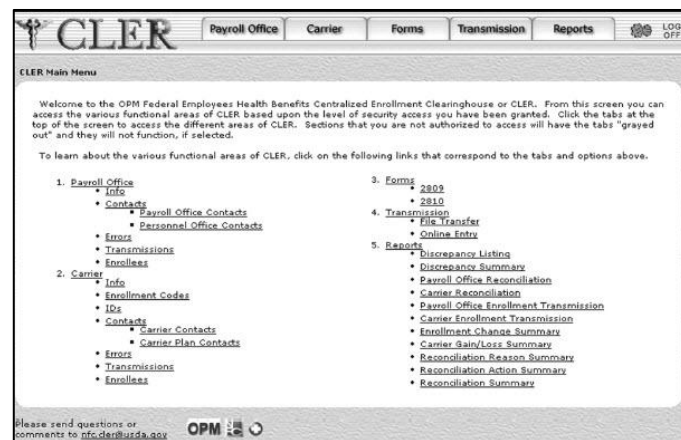 CLER
Payroll Office Carrier Forms Transmission Reports LOG OFF
CLER Main Menu
Welcome to the OPM Federal Employees Health Benefits Centralized Enrollment Clearinghouse or CLER. From this screen you can
access the various functional areas of CLER based upon the level of security access you have been granted. Click the tabs at the
top of the screen to access the different areas of CLER. Sections that you are not authorized to access will have the tabs "grayed
out" and they will not function, if selected.
To learn about the various functional areas of CLER, click on the following links that correspond to the tabs and options above.
1. Payroll Office
• Info
• Contacts
▪ Payroll Office Contacts
▪ Personnel Office Contacts
• Errors
• Transmissions
• Enrollees
2. Carrier
• Info
• Enrollment Codes
• IDs
• Contacts
▪ Carrier Contacts
▪ Carrier Plan Contacts
• Errors
• Transmissions
• Enrollees
3. Forms
• 2809
• 2810
4. Transmission
• File Transfer
• Online Entry
5. Reports
• Discrepancy Listing
• Discrepancy Summary
• Payroll Office Reconciliation
• Carrier Reconciliation
• Payroll Office Enrollment Transmission
• Carrier Enrollment Transmission
• Enrollment Change Summary
• Carrier Gain/Loss Summary
• Reconciliation Reason Summary
• Reconciliation Action Summary
• Reconciliation Summary
Please send questions or
comments to nfc.cler@usda.gov
OPM